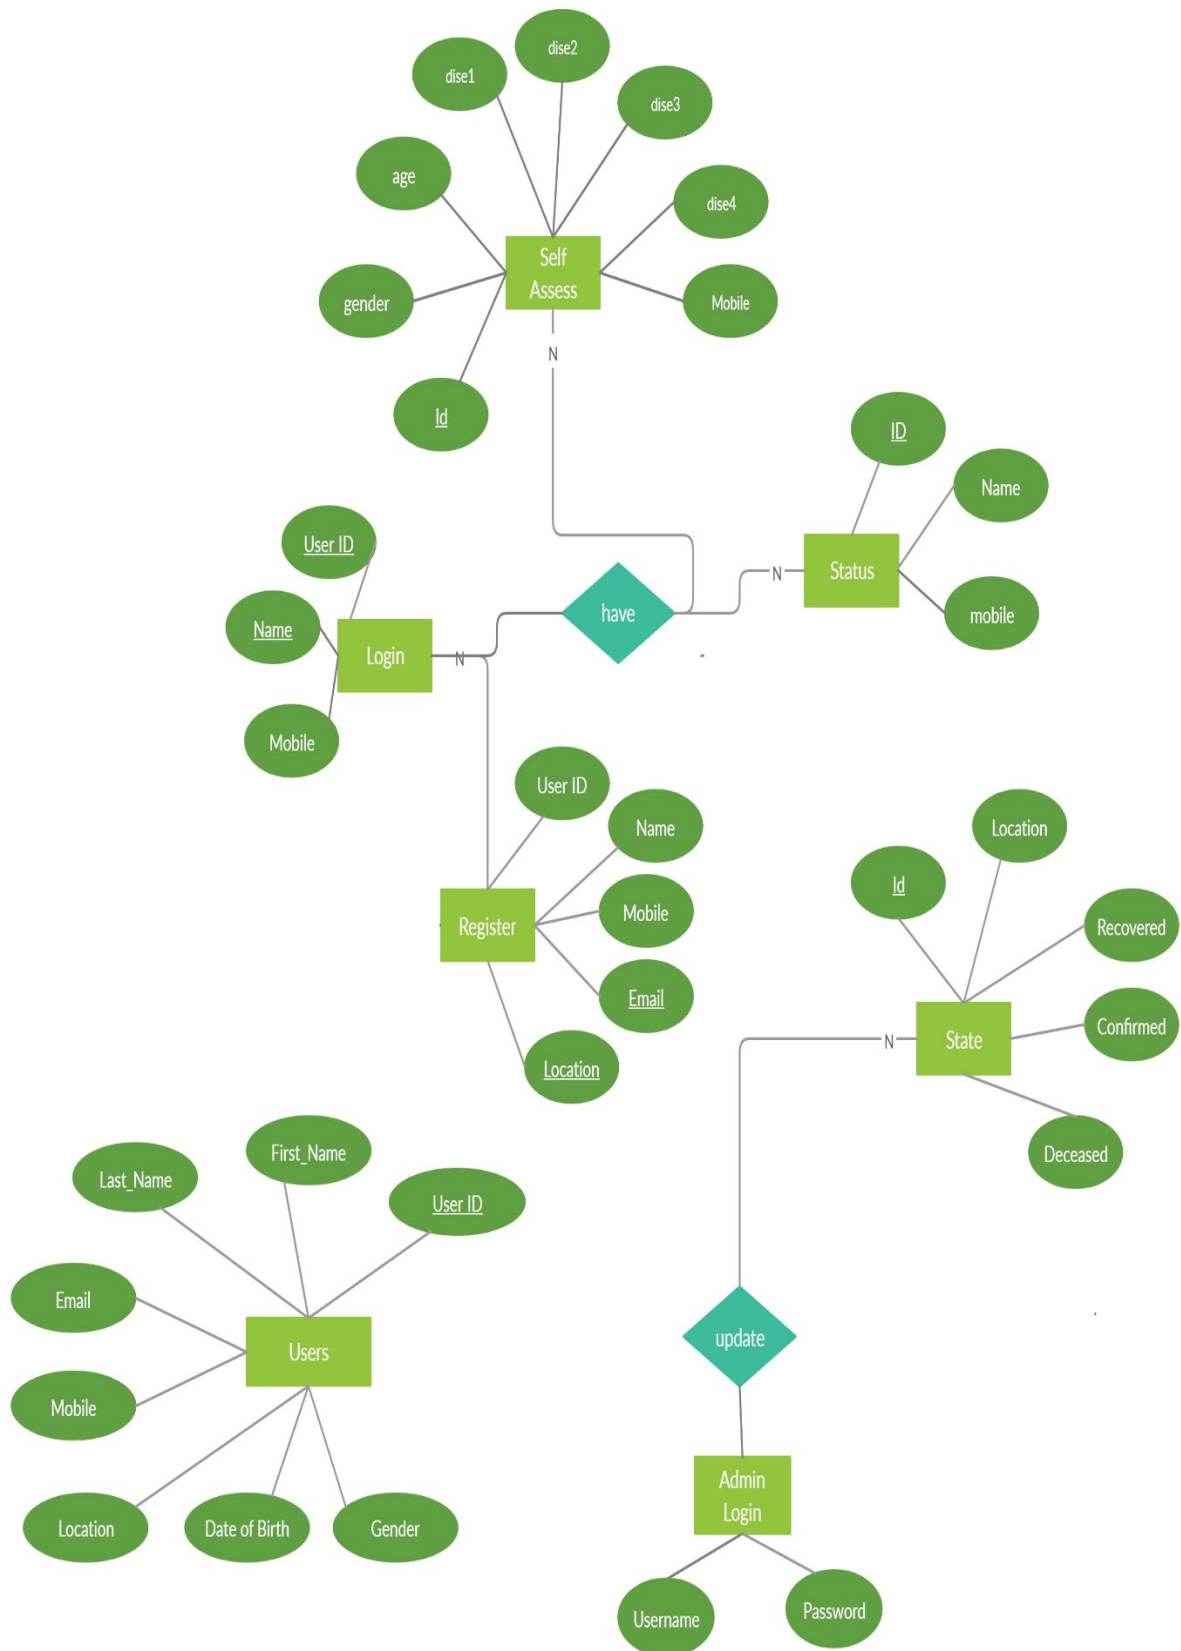 dise2
dise1
dise3
age
dise4
Self
Assess
gender
Mobile
N
Id
ID
Name
User ID
Status
N
have
mobile
Name
Login
N
Mobile
User ID
Name
Location
Id
Mobile
Register
Recovered
Email
Confirmed
State
N
Location
Deceased
First_Name
Last_Name
User ID
Email
update
Users
Mobile
Admin
Login
Location
Date of Birth
Gender
Username
Password